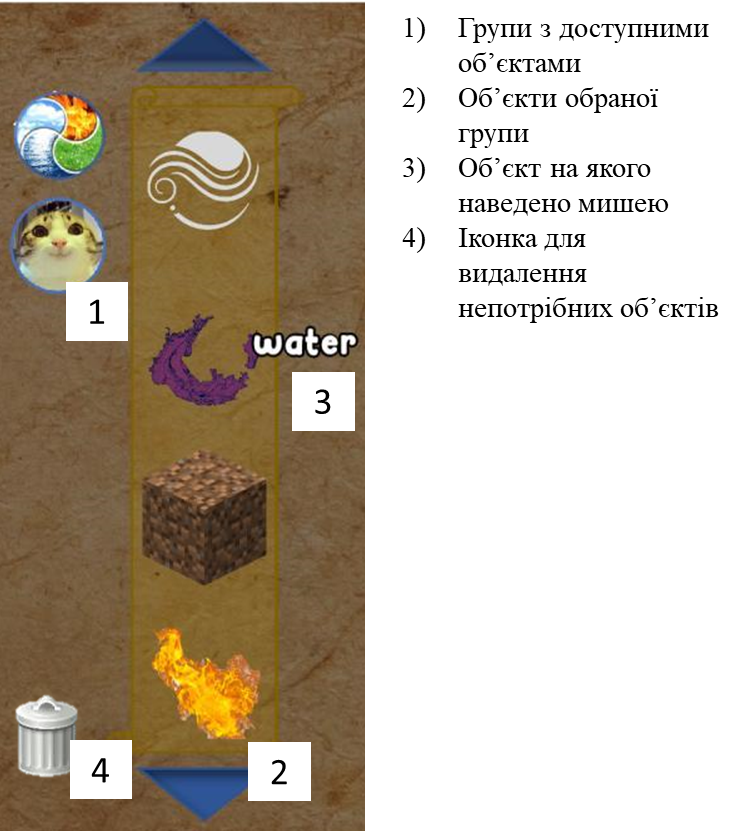 water
1
3
4
2
1) Групи з доступними
об’єктами
2) Об’єкти обраної
групи
3) Об’єкт на якого
наведено мишею
4) Іконка для
видалення
непотрібних об’єктів